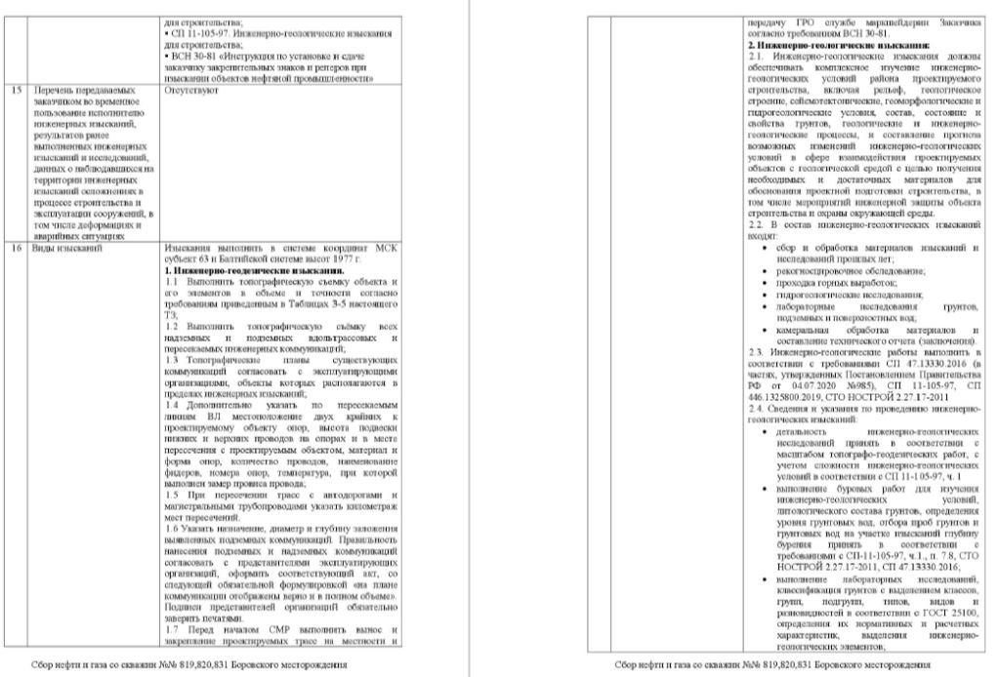 для строительства;
• СП 11-105-97. Инженерно-геологические изыскания
для строительства;
• ВСН 30-81 «Инструкция по установке и сдаче
заказчику закрепительных знаков и реперов при
изыскании объектов нефтяной промышленности»
15 Перечень передаваемых Отсутствуют
заказчиком во временное
пользование исполнителю
инженерных изысканий,
результатов ранее
выполненных инженерных
изысканий и исследований,
данных о наблюдавшихся на
территории инженерных
изысканий осложнениях в
процессе строительства и
эксплуатации сооружений, в
том числе деформациях и
аварийных ситуациях
16 Виды изысканий Изыскания выполнить в системе координат МСК
субъект 63 и Балтийской системе высот 1977 г.
1. Инженерно-геодезические изыскания.
1.1 Выполнить топографическую съемку объекта и
его элементов в объеме и точности согласно
требованиям приведенным в Таблицах 3-5 настоящего
ТЗ;
1.2 Выполнить топографическую съёмку всех
надземных и подземных вдольтрассовых и
пересекаемых инженерных коммуникаций;
1.3 Топографические планы существующих
коммуникаций согласовать с эксплуатирующими
организациями, объекты которых располагаются в
пределах инженерных изысканий;
1.4 Дополнительно указать по пересекаемым
линиям ВЛ местоположение двух крайних к
проектируемому объекту опор, высота подвески
нижних и верхних проводов на опорах и в месте
пересечения с проектируемым объектом, материал и
форма опор, количество проводов, наименование
фидеров, номера опор, температура, при которой
выполнен замер провиса провода;
1.5 При пересечении трасс с автодорогами и
магистральными трубопроводами указать километраж
мест пересечений.
1.6 Указать назначение, диаметр и глубину заложения
выявленных подземных коммуникаций. Правильность
нанесения подземных и надземных коммуникаций
согласовать с представителями эксплуатирующих
организаций, оформить соответствующий акт, со
следующей обязательной формулировкой «на плане
коммуникации отображены верно и в полном объеме».
Подписи представителей организаций обязательно
заверить печатями.
1.7 Перед началом СМР выполнить вынос и
закрепление проектируемых трасс на местности и
Сбор нефти и газа со скважин №№ 819,820,831 Боровского месторождения
передачу ГРО службе маркшейдерии Заказчика
согласно требованиям ВСН 30-81.
2. Инженерно-геологические изыскания:
2.1. Инженерно-геологические изыскания должны
обеспечивать комплексное изучение инженерно-
геологических условий района проектируемого
строительства, включая рельеф, геологическое
строение, сейсмотектонические, геоморфологические и
гидрогеологические условия, состав, состояние и
свойства грунтов, геологические и инженерно-
геологические процессы, и составление прогноза
возможных изменений инженерно-геологических
условий в сфере взаимодействия проектируемых
объектов с геологической средой с целью получения
необходимых и достаточных материалов для
обоснования проектной подготовки строительства, в
том числе мероприятий инженерной защиты объекта
строительства и охраны окружающей среды.
2.2. В состав инженерно-геологических изысканий
входят:
• сбор и обработка материалов изысканий и
исследований прошлых лет;
• рекогносцировочное обследование;
• проходка горных выработок;
• гидрогеологические исследования;
• лабораторные исследования грунтов,
подземных и поверхностных вод;
• камеральная обработка материалов и
составление технического отчета (заключения).
2.3. Инженерно-геологические работы выполнить в
соответствии с требованиями СП 47.13330.2016 (в
частях, утвержденных Постановлением Правительства
РФ от 04.07.2020 №985), СП 11-105-97, СП
446.1325800.2019, СТО НОСТРОЙ 2.27.17-2011
2.4. Сведения и указания по проведению инженерно-
геологических изысканий:
• детальность инженерно-геологических
исследований принять в соответствии с
масштабом топографо-геодезических работ, с
учетом сложности инженерно-геологических
условий в соответствии с СП 11-105-97, ч. 1
• выполнение буровых работ для изучения
инженерно-геологических условий,
литологического состава грунтов, определения
уровня грунтовых вод, отбора проб грунтов и
грунтовых вод на участке изысканий глубину
бурения принять в соответствии с
требованиями с СП-11-105-97, ч.1., п. 7.8, СТО
НОСТРОЙ 2.27.17-2011, СП 47.13330.2016;
• выполнение лабораторных исследований,
классификация грунтов с выделением классов,
групп, подгрупп, типов, видов и
разновидностей в соответствии с ГОСТ 25100,
определения их нормативных и расчетных
характеристик, выделения инженерно-
геологических элементов;
Сбор нефти и газа со скважин №№ 819,820,831 Боровского месторождения